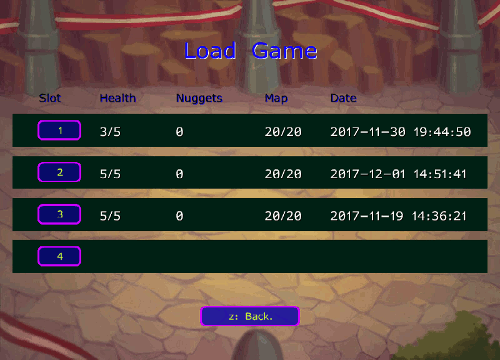 Load Game
Slot Health Nuggets Map Date
1 3/5 0 20/20 2017-11-30 19:44:50
2 5/5 0 20/20 2017-12-01 14:51:41
3 5/5 0 20/20 2017-11-19 14:36:21
4
z: Back.